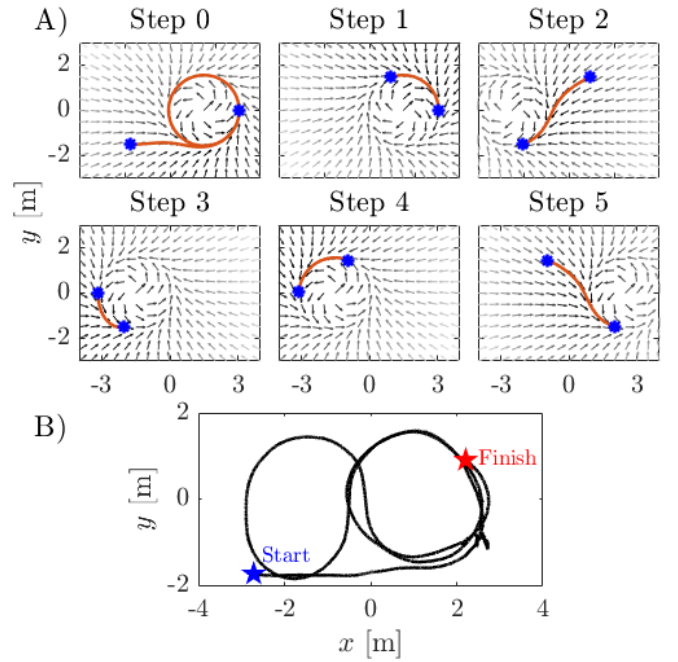 A)
Step 0 Step 1 Step 2
2
0
-2
y [m]
Step 3 Step 4 Step 5
2
0
-2
-3 0 3 -3 0 3 -3 0 3
B)
2
0
-2
y [m]
Finish
Start
-4 -2 0 2 4
x [m]